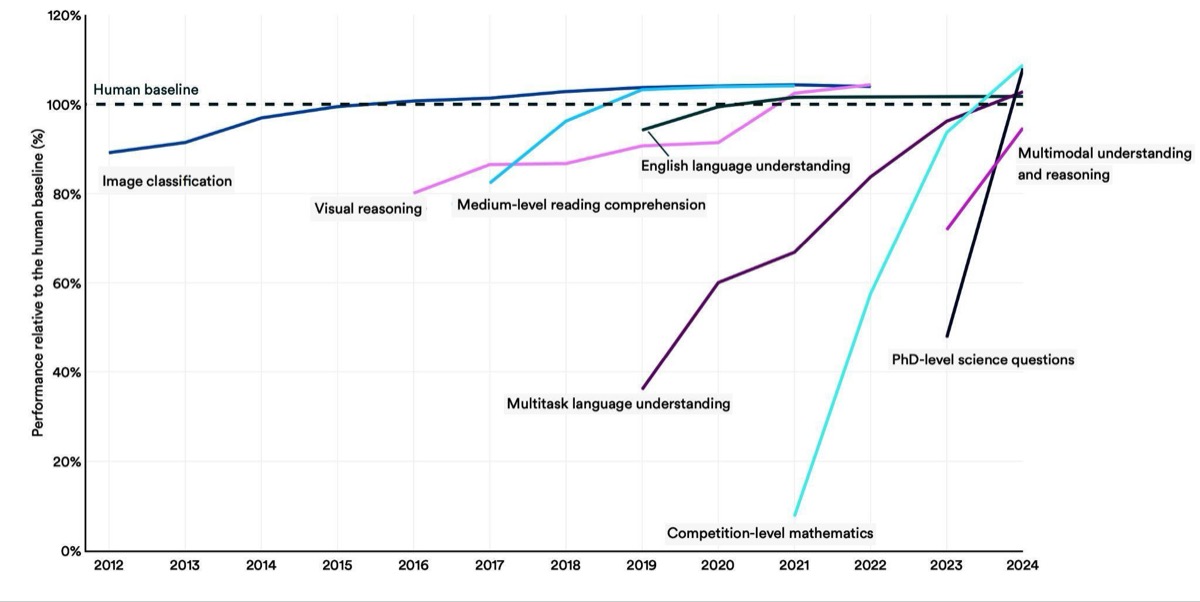 120%
Human baseline
100%
Performance relative to the human baseline (%)
English language understanding
Multimodal understanding
and reasoning
Image classification
80%
Visual reasoning
Medium-level reading comprehension
60%
PhD-level science questions
40%
Multitask language understanding
20%
Competition-level mathematics
0%
2012 2013 2014 2015 2016 2017 2018 2019 2020 2021 2022 2023 2024